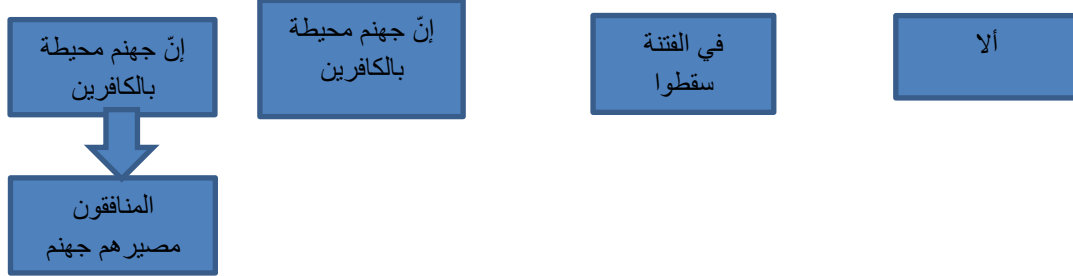 ألا
في الفتنة
سقطوا
إنّ جهنم محيطة
بالكافرين
إنّ جهنم محيطة
بالكافرين
المنافقون
مصيرهم جهنم